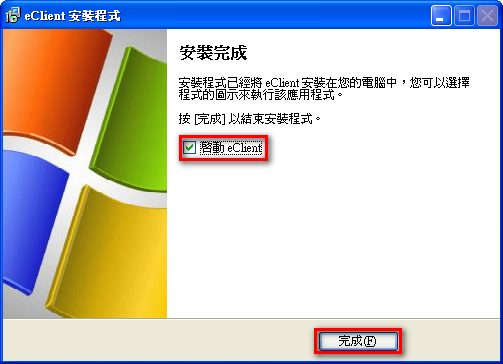 eClient 安裝程式
安裝完成
安裝程式已經將 eClient 安裝在您的電腦中，您可以選擇
程式的圖示來執行該應用程式。
按 [完成] 以結束安裝程式。
啓動 eClient
完成(F)